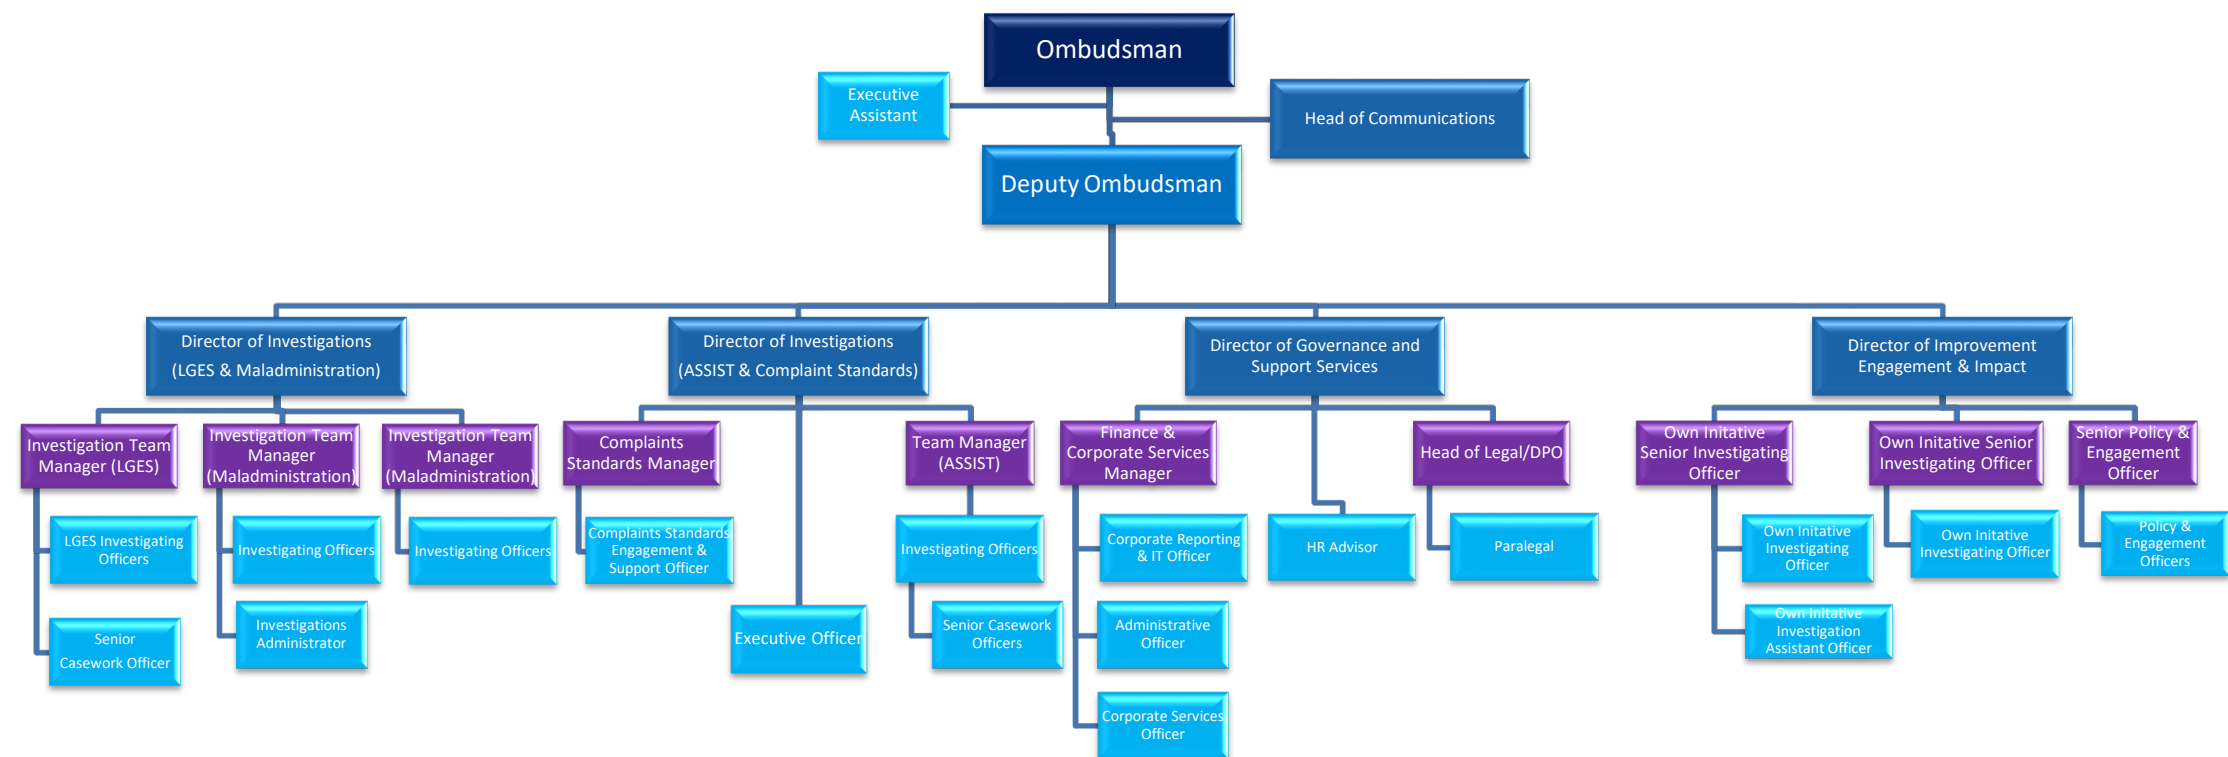 Ombudsman
Executive
Assistant
Head of Communications
Deputy Ombudsman
Director of Investigations
(LGES & Maladministration)
Director of Investigations
(ASSIST & Complaint Standards)
Director of Governance and
Support Services
Director of Improvement
Engagement & Impact
Investigation Team
Manager (LGES)
Investigation Team
Manager
(Maladministration)
Investigation Team
Manager
(Maladministration)
Complaints
Standards Manager
Team Manager
(ASSIST)
Finance &
Corporate Services
Manager
Head of Legal/DPO
Own Initative
Senior Investigating
Officer
Own Initative Senior
Investigating Officer
Senior Policy &
Engagement
Officer
LGES Investigating
Officers
Investigating Officers
Investigating Officers
Complaints Standards
Engagement &
Support Officer
Investigating Officers
Corporate Reporting
& IT Officer
HR Advisor
Paralegal
Own Initative
Investigating
Officer
Own Initative
Investigating Officer
Policy &
Engagement
Officers
Senior
Casework Officer
Investigations
Administrator
Executive Officer
Senior Casework
Officers
Administrative
Officer
Own Initative
Investigation
Assistant Officer
Corporate Services
Officer